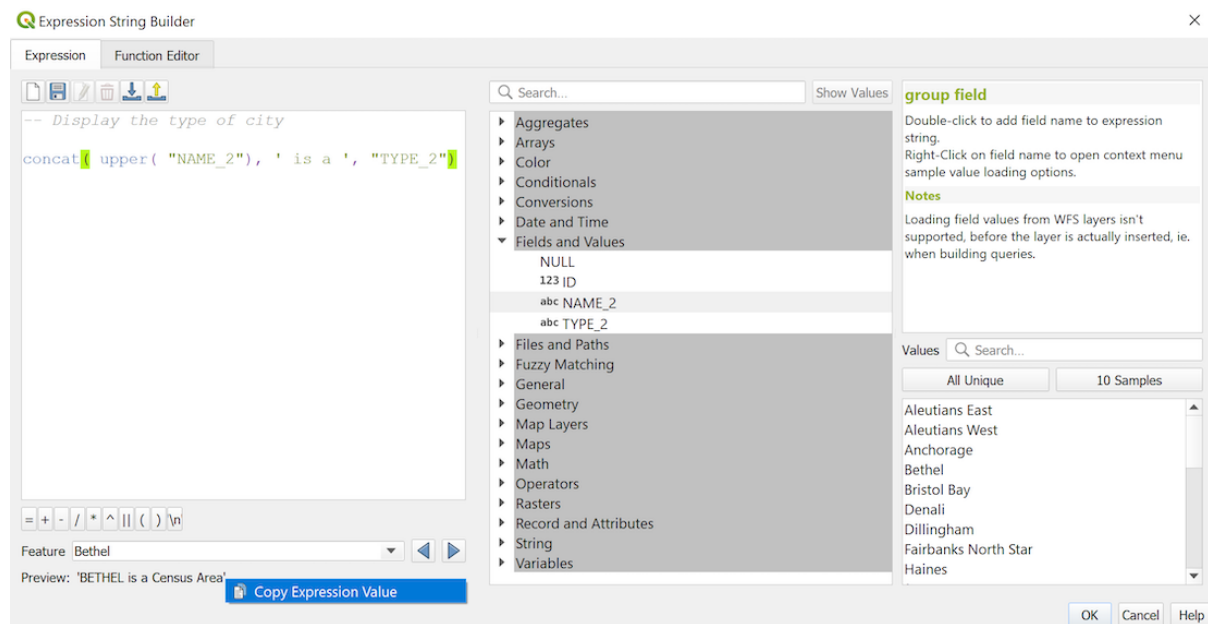 Expression String Builder
Expression
Function Editor
-- Display the type of city
concat( upper( "NAME_2"), ' is a ', "TYPE_2")
= + - / * ^ || ( ) \n
Feature Bethel
Preview: 'BETHEL is a Census Area'
Copy Expression Value
Search...
Show Values
Aggregates
Arrays
Color
Conditionals
Conversions
Date and Time
Fields and Values
NULL
123 ID
abc NAME_2
abc TYPE_2
Files and Paths
Fuzzy Matching
General
Geometry
Map Layers
Maps
Math
Operators
Rasters
Record and Attributes
String
Variables
group field
Double-click to add field name to expression
string.
Right-Click on field name to open context menu
sample value loading options.
Notes
Loading field values from WFS layers isn't
supported, before the layer is actually inserted, ie.
when building queries.
Values Search...
All Unique
10 Samples
Aleutians East
Aleutians West
Anchorage
Bethel
Bristol Bay
Denali
Dillingham
Fairbanks North Star
Haines
OK
Cancel
Help